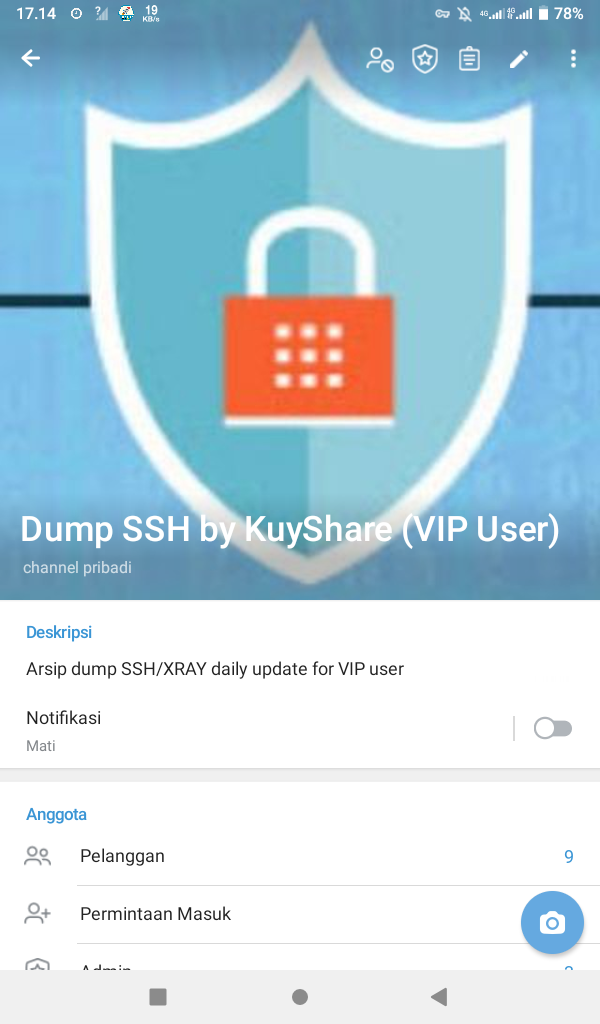 17.14 19 KB/s 4G 4G 78%
Dump SSH by KuyShare (VIP User)
channel pribadi
Deskripsi
Arsip dump SSH/XRAY daily update for VIP user
Notifikasi
Mati
Anggota
Pelanggan 9
Permintaan Masuk
Admin